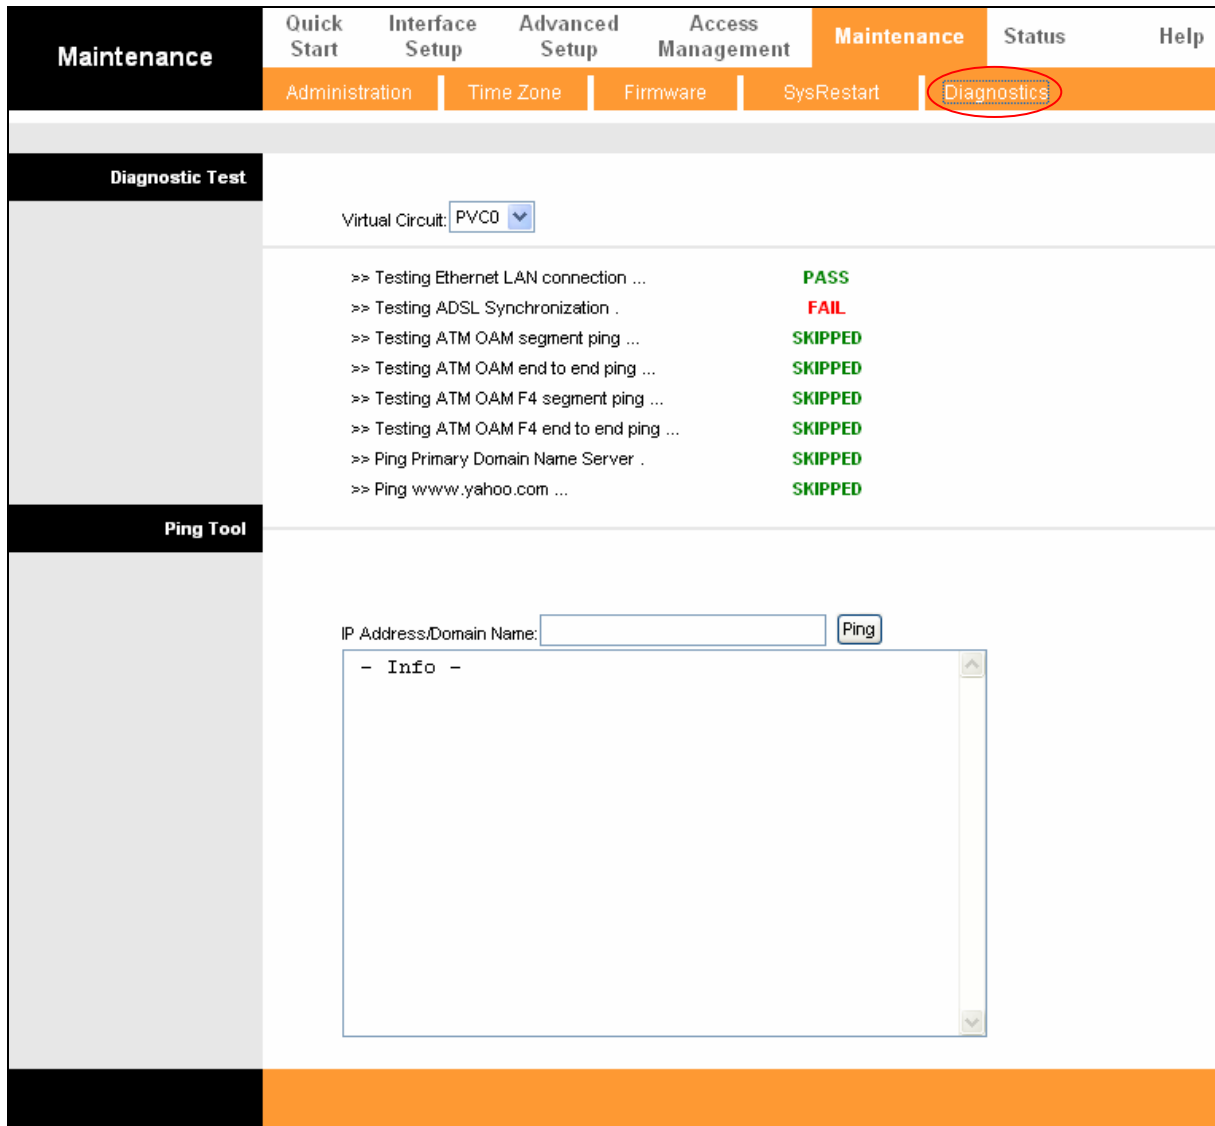 Maintenance
Quick Start
Interface Setup
Advanced Setup
Access Management
Maintenance
Status
Help
Administration
Time Zone
Firmware
SysRestart
Diagnostics
Diagnostic Test
Virtual Circuit: PVC0
>> Testing Ethernet LAN connection ... PASS
>> Testing ADSL Synchronization . FAIL
>> Testing ATM OAM segment ping ... SKIPPED
>> Testing ATM OAM end to end ping ... SKIPPED
>> Testing ATM OAM F4 segment ping ... SKIPPED
>> Testing ATM OAM F4 end to end ping ... SKIPPED
>> Ping Primary Domain Name Server . SKIPPED
>> Ping www.yahoo.com ... SKIPPED
Ping Tool
IP Address/Domain Name: Ping
- Info -